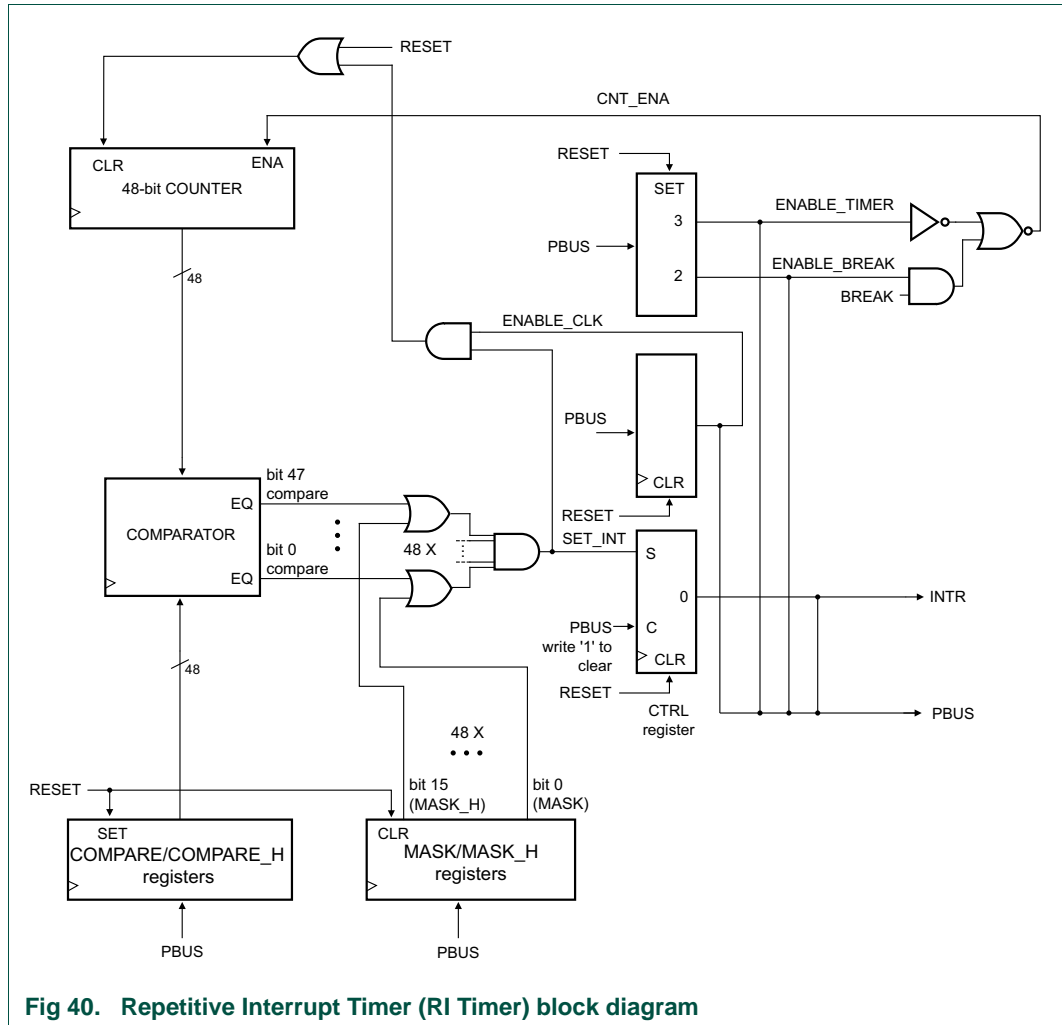 RESET
CNT_ENA
CLR
ENA
48-bit COUNTER
48
RESET
SET
3
ENABLE_TIMER
PBUS
2
ENABLE_BREAK
BREAK
ENABLE_CLK
PBUS
CLR
RESET
COMPARATOR
EQ
bit 47
compare
48 X
bit 0
compare
EQ
SET_INT
S
0
INTR
PBUS
write '1' to
clear
C
CLR
RESET
CTRL
register
PBUS
48
48 X
bit 15
(MASK_H)
bit 0
(MASK)
RESET
SET
COMPARE/COMPARE_H
registers
CLR
MASK/MASK_H
registers
PBUS
PBUS
Fig 40. Repetitive Interrupt Timer (RI Timer) block diagram